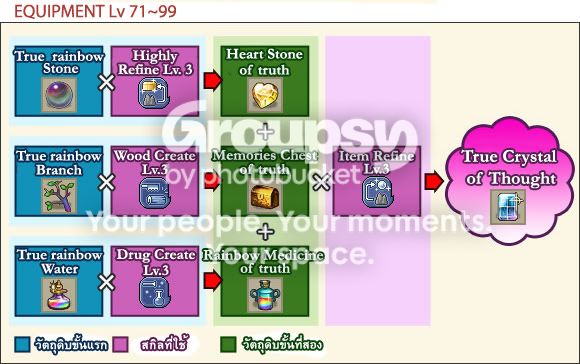 EQUIPMENT Lv 71~99
True rainbow
Stone
Highly
Refine Lv. 3
Heart Stone
of truth
True rainbow
Branch
Wood Create
Lv.3
Memories Chest
of truth
Item Refine
Lv.3
True Crystal
of Thought
True rainbow
Water
Drug Create
Lv.3
Rainbow Medicine
of truth
Groupsy
by photobucket
Your people. Your moments.
Your space.
วัตถุดิบขั้นแรก
สกิลที่ใช้
วัตถุดิบขั้นที่สอง